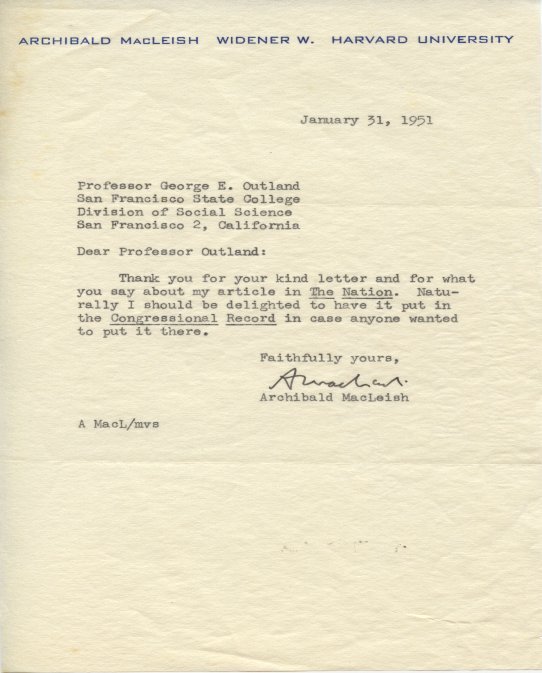 ARCHIBALD MACLEISH WIDENER W. HARVARD UNIVERSITY
January 31, 1951
Professor George E. Outland
San Francisco State College
Division of Social Science
San Francisco 2, California
Dear Professor Outland:
Thank you for your kind letter and for what
you say about my article in The Nation. Natu-
rally I should be delighted to have it put in
the Congressional Record in case anyone wanted
to put it there.
Faithfully yours,
Archibald MacLeish
A MacL/mvs